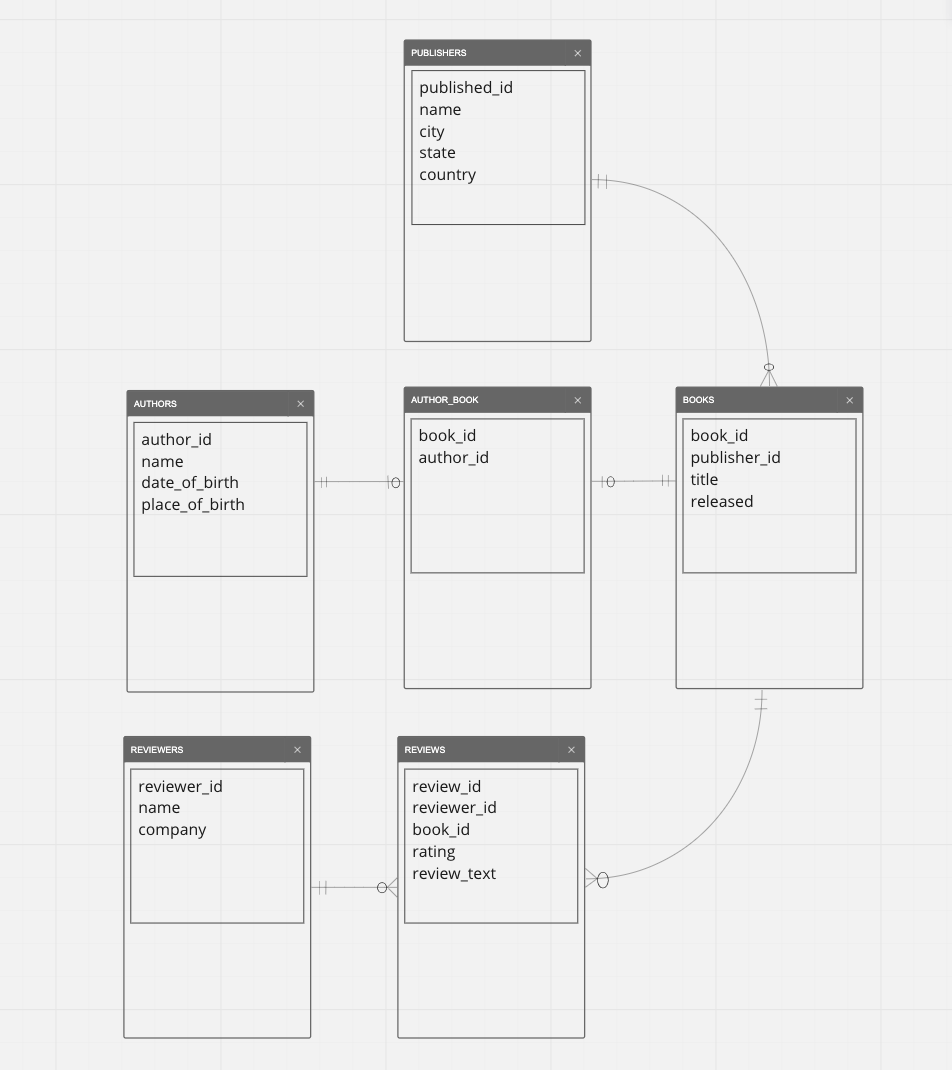 PUBLISHERS
published_id
name
city
state
country
AUTHORS
author_id
name
date_of_birth
place_of_birth
AUTHOR_BOOK
book_id
author_id
BOOKS
book_id
publisher_id
title
released
REVIEWERS
reviewer_id
name
company
REVIEWS
review_id
reviewer_id
book_id
rating
review_text